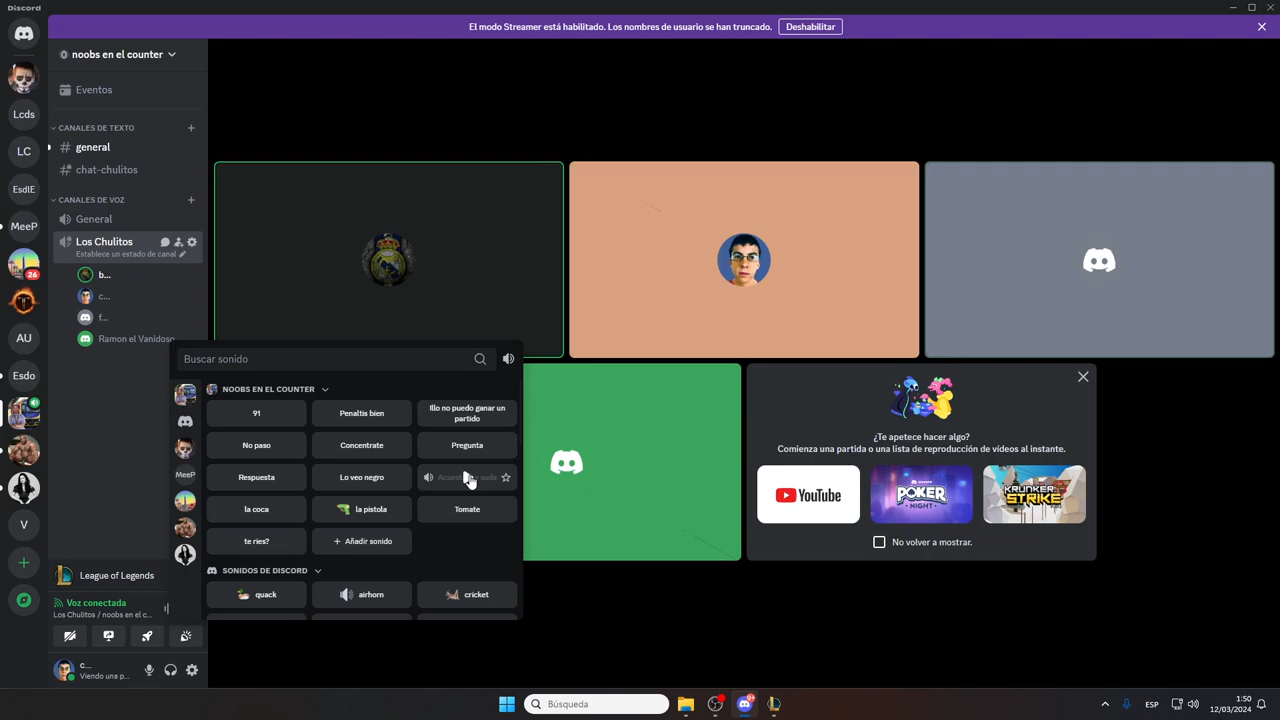 Discord
El modo Streamer está habilitado. Los nombres de usuario se han truncado.
Deshabilitar
noobs en el counter
Eventos
CANALES DE TEXTO
general
chat-chulitos
CANALES DE VOZ
General
Los Chulitos
Establece un estado de canal
b...
c...
f...
Ramon el Vanidoso
Lcds
LC
EsdlE
MeeP
26
AU
Esdo
V
Buscar sonido
NOOBS EN EL COUNTER
91
Penaltis bien
Illo no puedo ganar un
partido
No paso
Concentrate
Pregunta
Respuesta
Lo veo negro
la coca
la pistola
Tomate
te ries?
+ Añadir sonido
SONIDOS DE DISCORD
quack
airhorn
cricket
MeeP
¿Te apetece hacer algo?
Comienza una partida o una lista de reproducción de vídeos al instante.
YouTube
POKER
NIGHT
KRUNKER
STRIKE
No volver a mostrar.
League of Legends
Voz conectada
Los Chulitos / noobs en el c...
c...
Viendo una p...
Búsqueda
ESP
1:50
12/03/2024